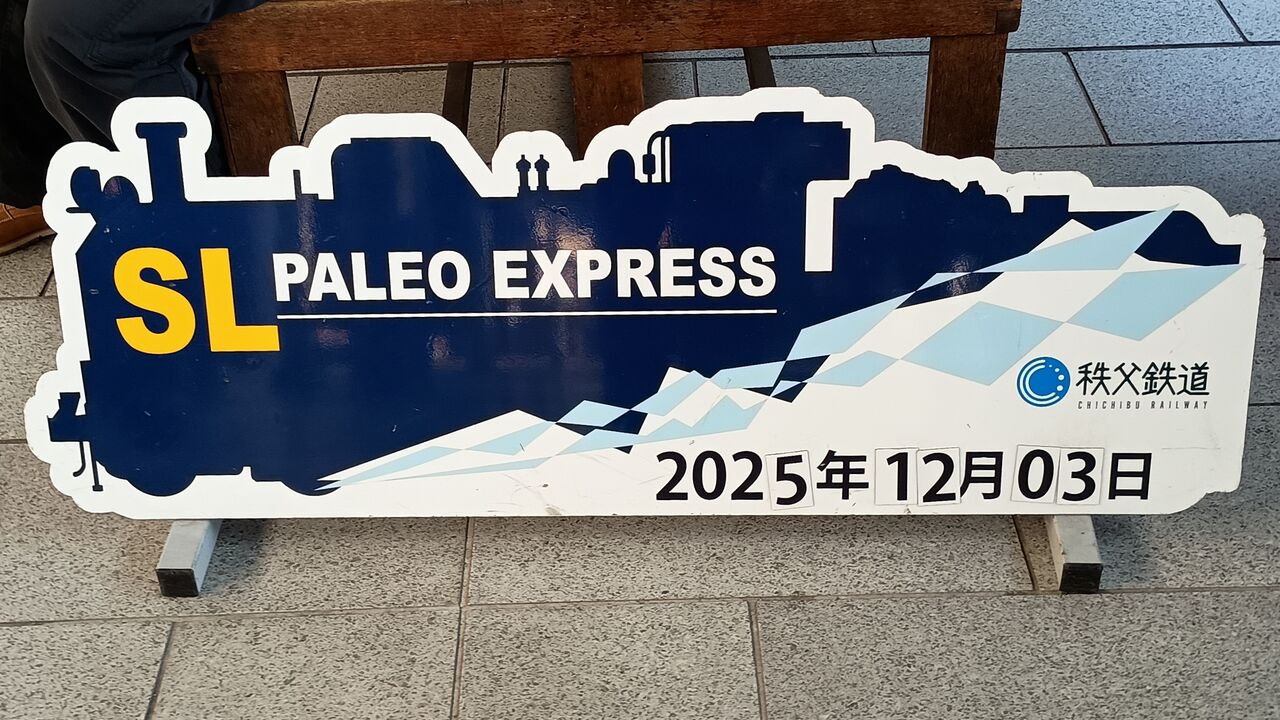 SL PALEO EXPRESS
秩父鉄道
CHICHIBU RAILWAY
2025年12月03日